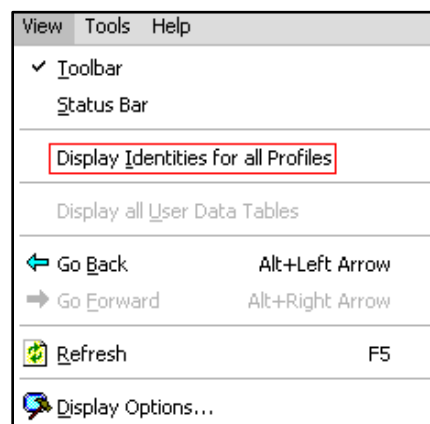 View Tools Help
Toolbar
Status Bar
Display Identities for all Profiles
Display all User Data Tables
Go Back Alt+Left Arrow
Go Forward Alt+Right Arrow
Refresh F5
Display Options...